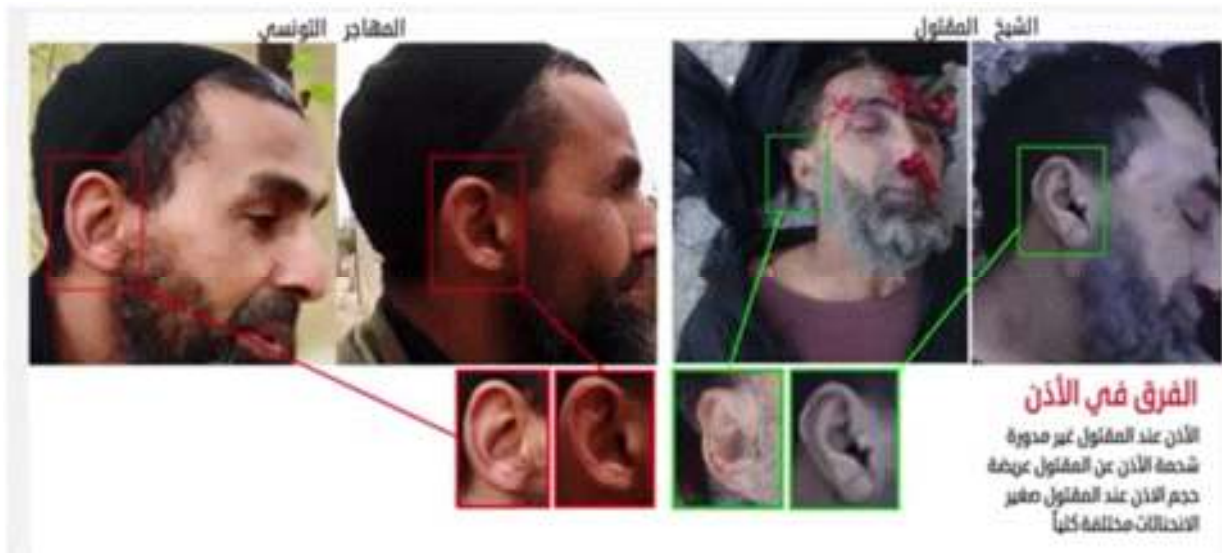 الشيخ المقتول
المهاجر التونسي
الفرق في الأذن
الأذن عند المقتول غير مدورة
شحمة الأذن عن المقتول عريضة
حجم الاذن عند المقتول صغير
الانحنائات مختلفة كلياً